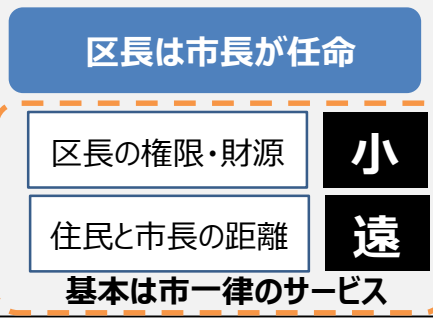 区長は市長が任命
区長の権限・財源 小
住民と市長の距離 遠
基本は市一律のサービス